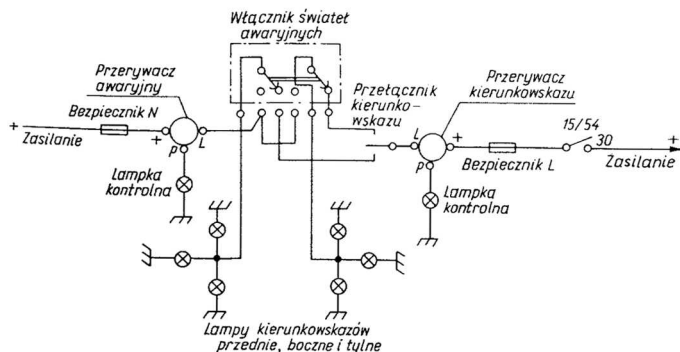 Włącznik świateł
awaryjnych
Przerywacz
awaryjny
Bezpiecznik N
+
Zasilanie
+
L
P
Lampka
kontrolna
Przełącznik
kierunko-
wskazu
Przerywacz
kierunkowskazu
L
+
P
15/54
30
+
Bezpiecznik L
Zasilanie
Lampka
kontrolna
Lampy kierunkowskazów
przednie, boczne i tylne